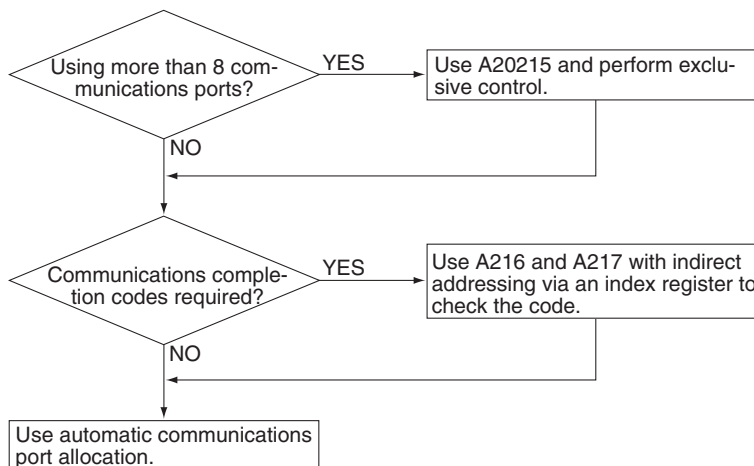 Using more than 8 com-
munications ports?
YES
Use A20215 and perform exclu-
sive control.
NO
Communications comple-
tion codes required?
YES
Use A216 and A217 with indirect
addressing via an index register to
check the code.
NO
Use automatic communications
port allocation.